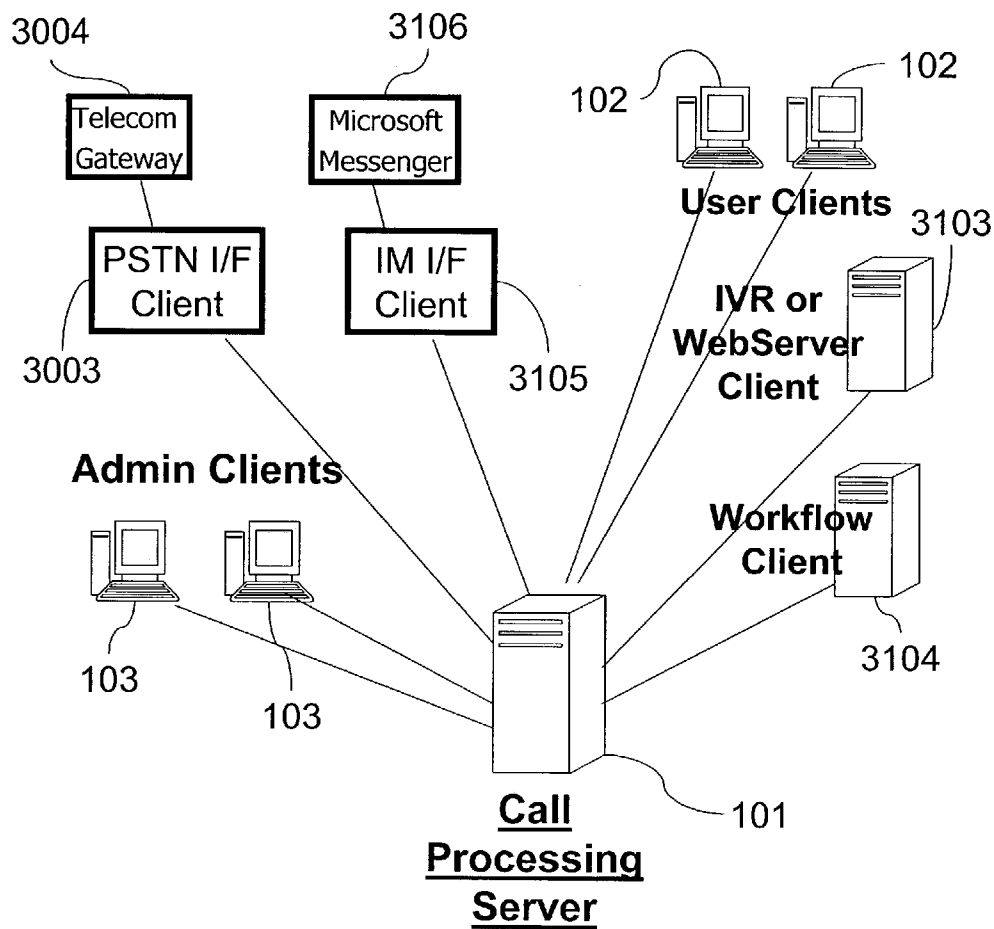 3004
3106
102
102
Telecom
Gateway
Microsoft
Messenger
User Clients
3103
PSTN I/F
Client
IM I/F
Client
IVR or
WebServer
Client
3003
3105
Admin Clients
Workflow
Client
103
103
3104
101
Call
Processing
Server